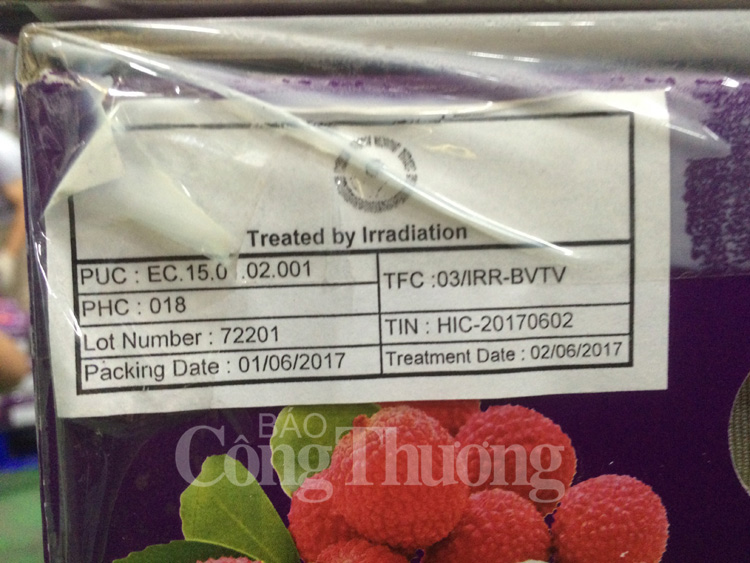 Treated by Irradiation
PUC : EC.15.0 .02.001
TFC :03/IRR-BVTV
PHC : 018
Lot Number : 72201
TIN : HIC-20170602
Packing Date : 01/06/2017
Treatment Date : 02/06/2017
BÁO
Công Thương